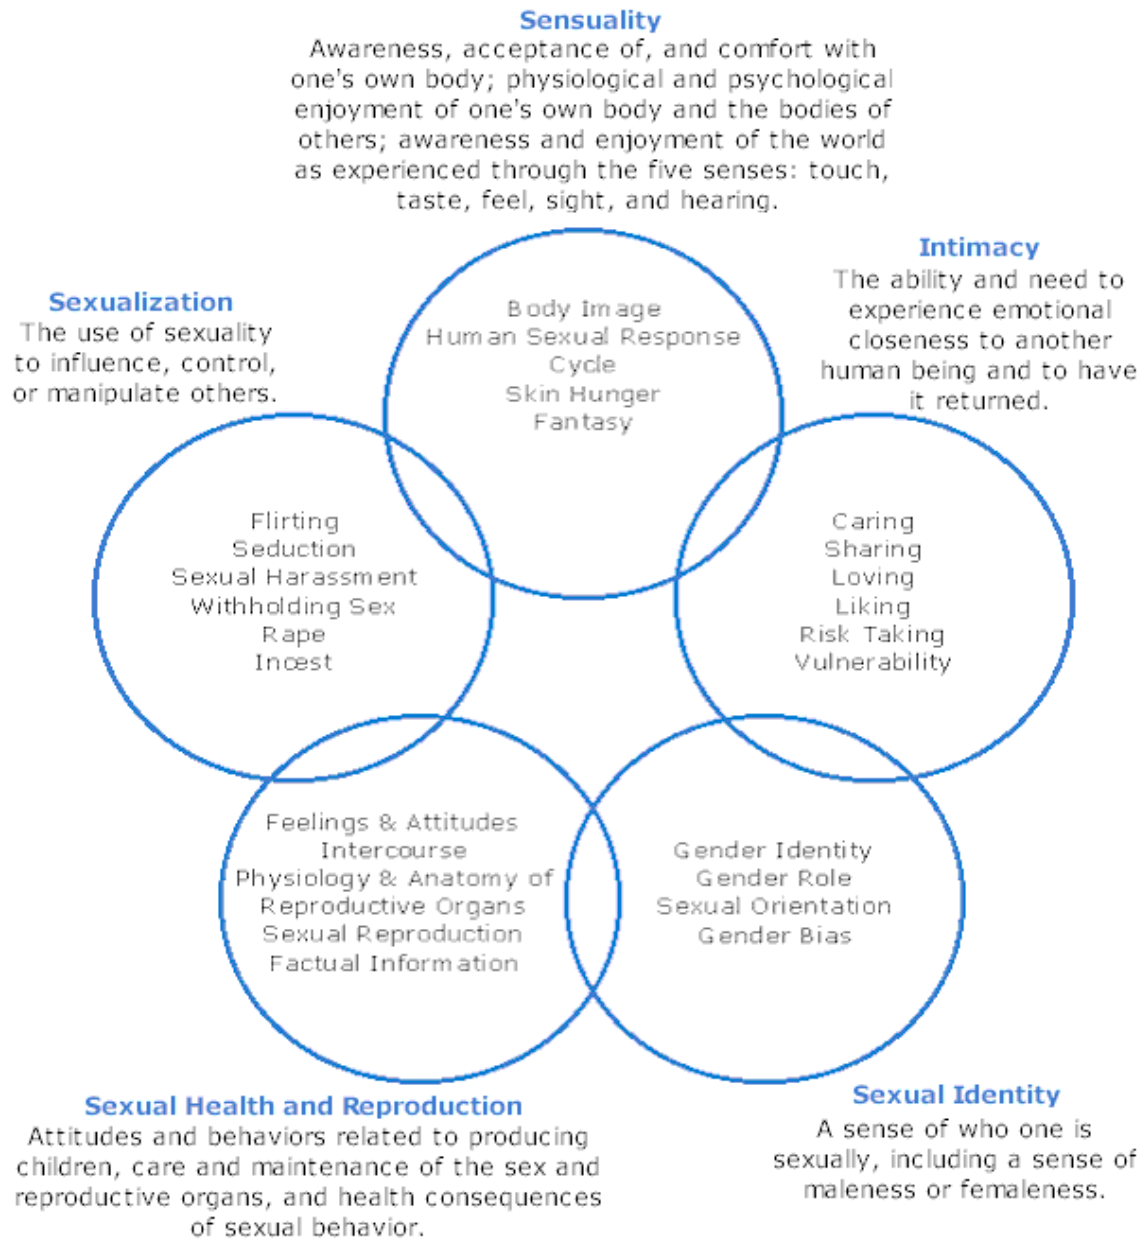 Sensuality
Awareness, acceptance of, and comfort with
one's own body; physiological and psychological
enjoyment of one's own body and the bodies of
others; awareness and enjoyment of the world
as experienced through the five senses: touch,
taste, feel, sight, and hearing.
Intimacy
The ability and need to
experience emotional
closeness to another
human being and to have
it returned.
Sexualization
The use of sexuality
to influence, control,
or manipulate others.
Body Image
Human Sexual Response
Cycle
Skin Hunger
Fantasy
Flirting
Seduction
Sexual Harassment
Withholding Sex
Rape
Incest
Caring
Sharing
Loving
Liking
Risk Taking
Vulnerability
Feelings & Attitudes
Intercourse
Physiology & Anatomy of
Reproductive Organs
Sexual Reproduction
Factual Information
Gender Identity
Gender Role
Sexual Orientation
Gender Bias
Sexual Health and Reproduction
Attitudes and behaviors related to producing
children, care and maintenance of the sex and
reproductive organs, and health consequences
of sexual behavior.
Sexual Identity
A sense of who one is
sexually, including a sense of
maleness or femaleness.